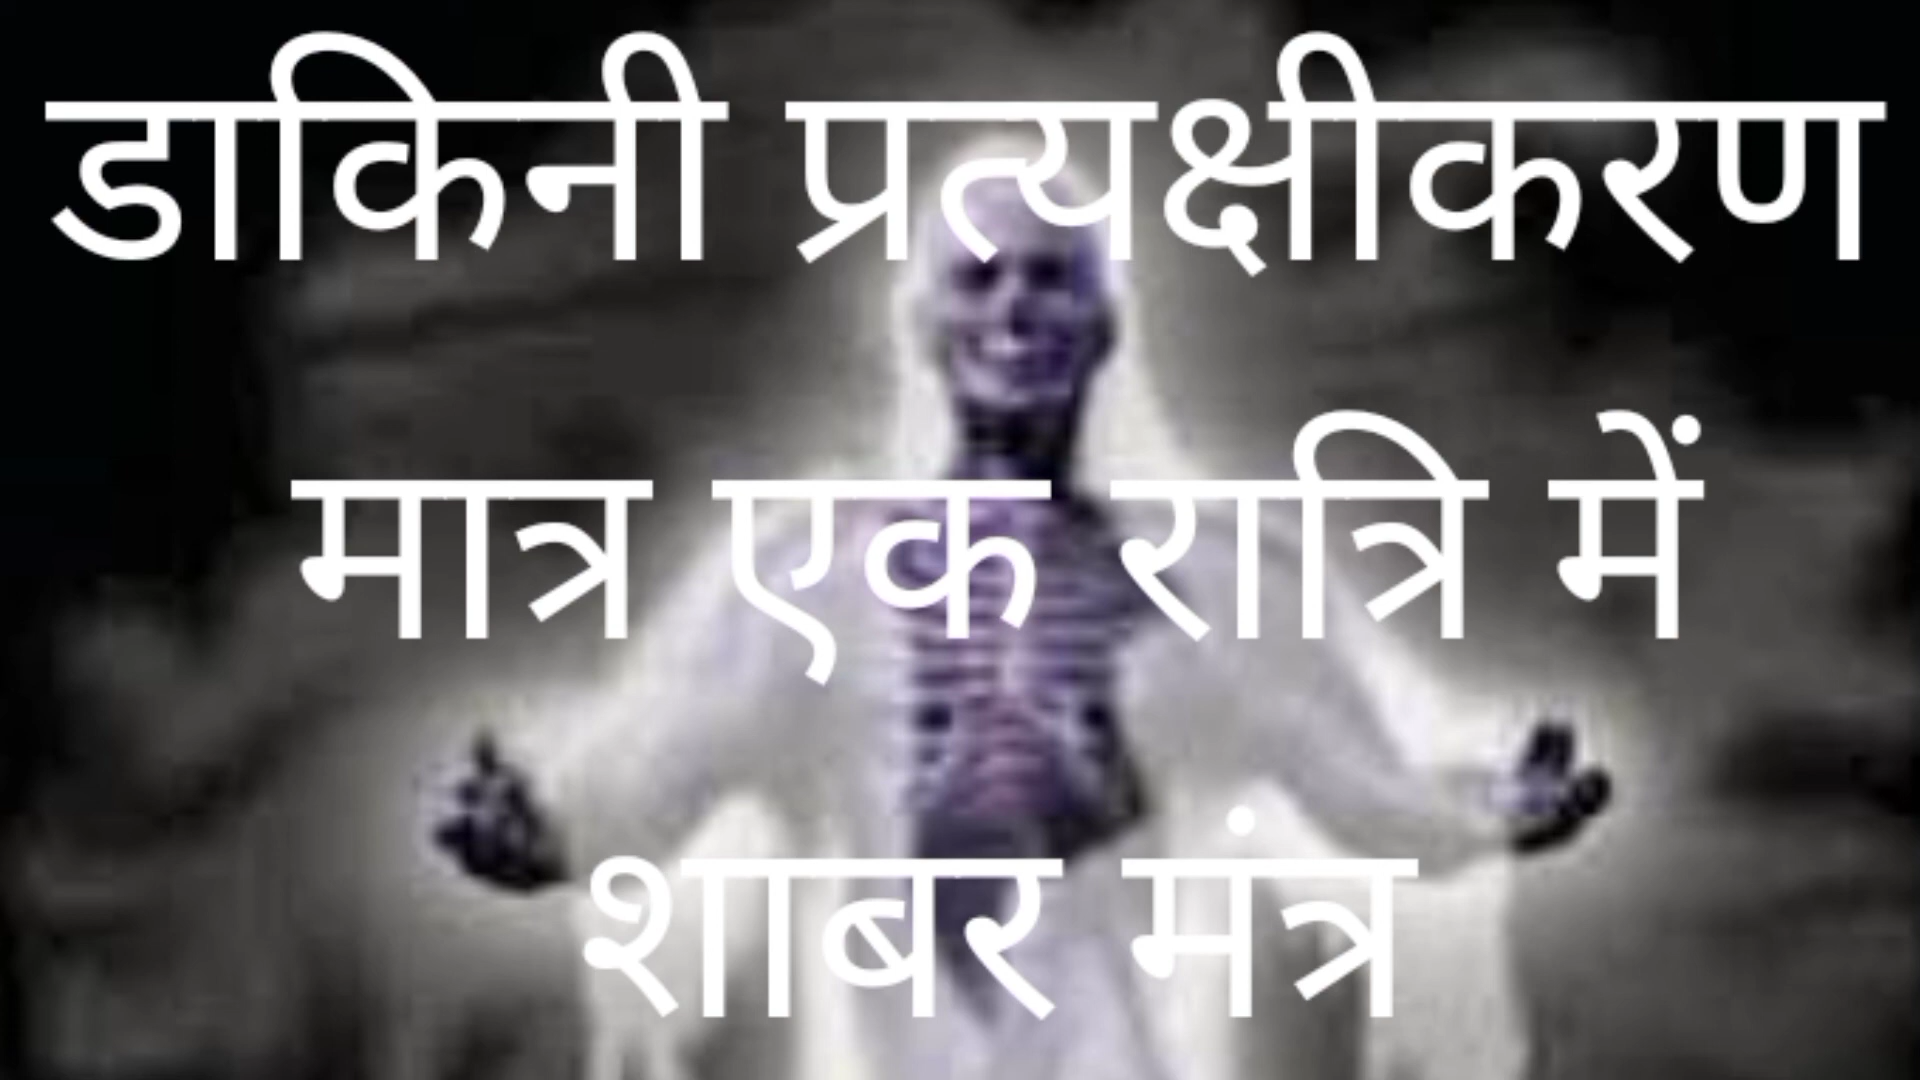 डाकिनी प्रत्यक्षीकरण
मात्र एक रात्रि में
शाबर मंत्र